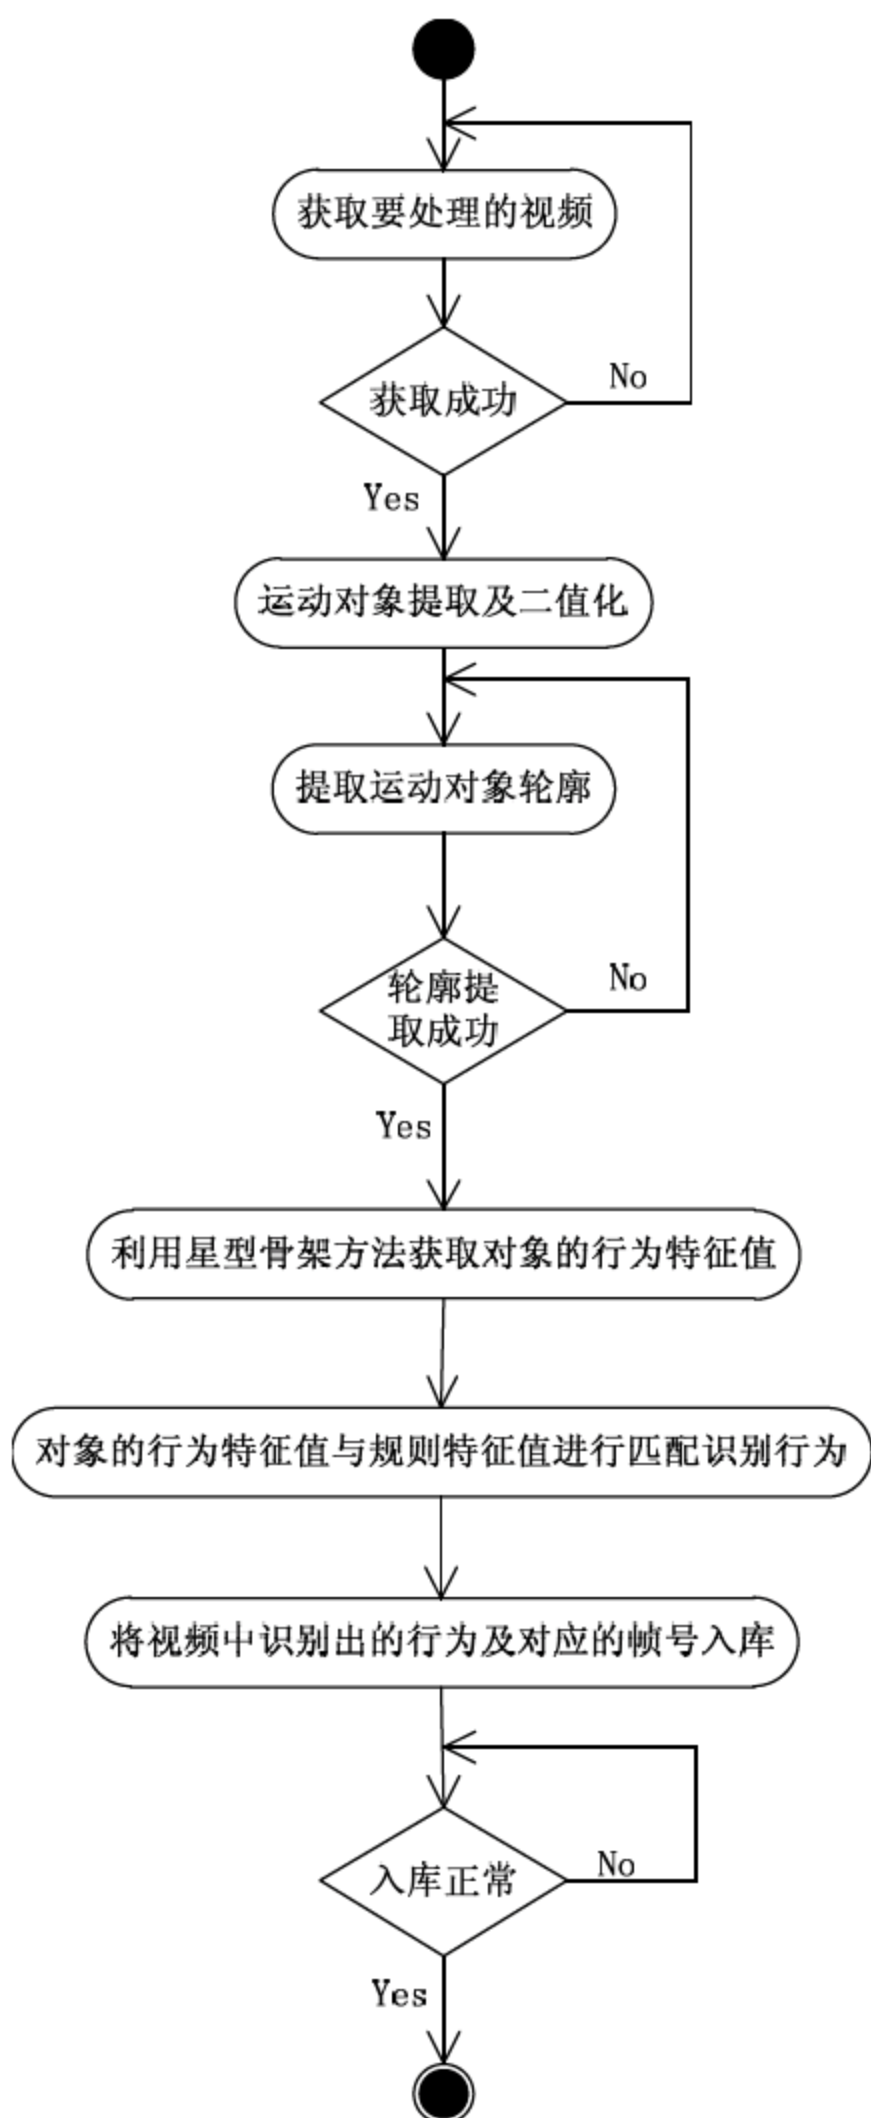 获取要处理的视频
获取成功
No
Yes
运动对象提取及二值化
提取运动对象轮廓
轮廓提
取成功
No
Yes
利用星型骨架方法获取对象的行为特征值
对象的行为特征值与规则特征值进行匹配识别行为
将视频中识别出的行为及对应的帧号入库
入库正常
No
Yes